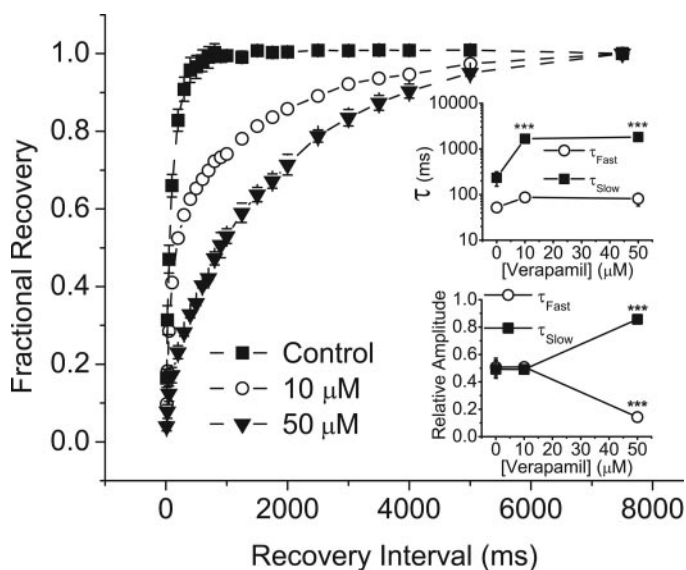 Fractional Recovery
1.0
0.8
0.6
0.4
0.2
0.0
0
2000
4000
6000
8000
Recovery Interval (ms)
Control
10 μM
50 μM
τ (ms)
10000
1000
100
10
***
***
τFast
τSlow
0 10 20 30 40 50
[Verapamil] (μM)
Relative Amplitude
1.0
0.8
0.6
0.4
0.2
0.0
τFast
τSlow
***
***
0 10 20 30 40 50
[Verapamil] (μM)